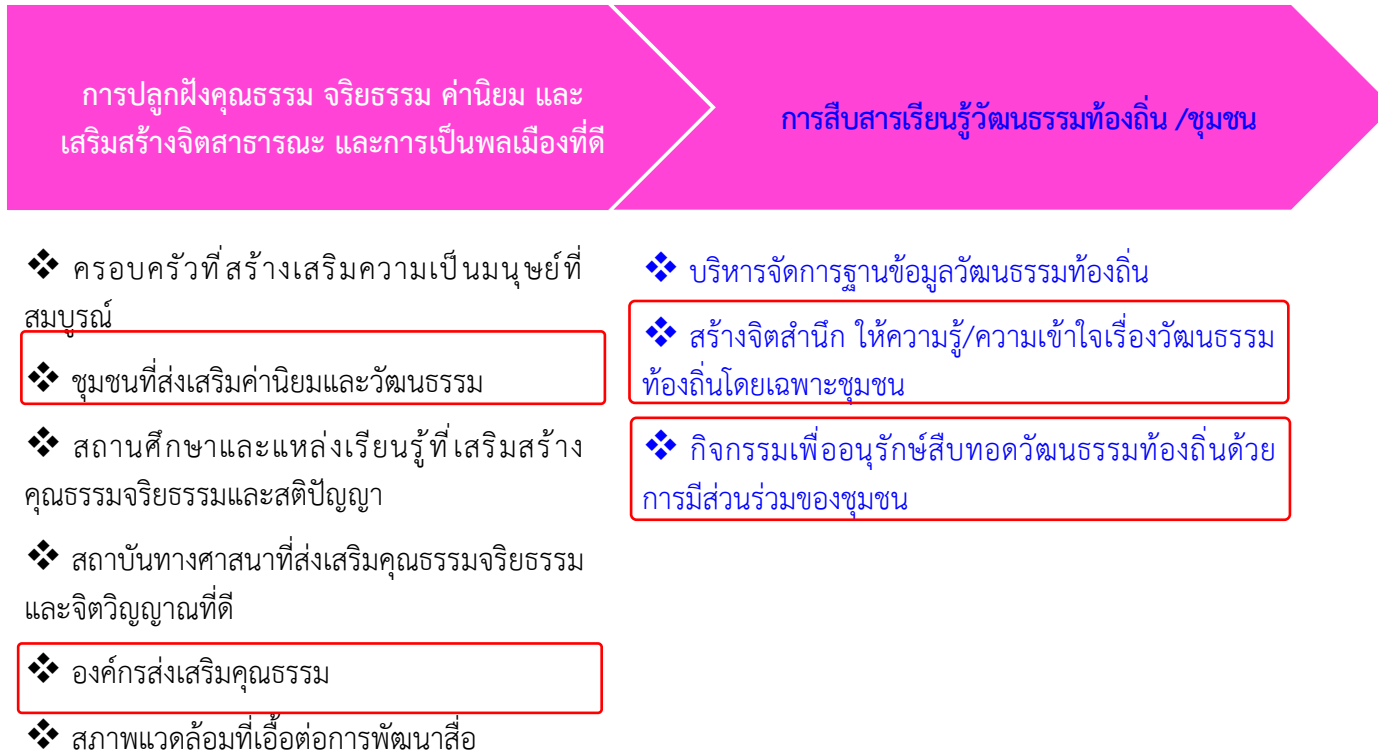 การปลูกฝังคุณธรรม จริยธรรม ค่านิยม และ
เสริมสร้างจิตสาธารณะ และการเป็นพลเมืองที่ดี
การสืบสารเรียนรู้วัฒนธรรมท้องถิ่น /ชุมชน
❖ ครอบครัวที่สร้างเสริมความเป็นมนุษย์ที่
สมบูรณ์
❖ ชุมชนที่ส่งเสริมค่านิยมและวัฒนธรรม
❖ สถานศึกษาและแหล่งเรียนรู้ที่เสริมสร้าง
คุณธรรมจริยธรรมและสติปัญญา
❖ สถาบันทางศาสนาที่ส่งเสริมคุณธรรมจริยธรรม
และจิตวิญญาณที่ดี
❖ องค์กรส่งเสริมคุณธรรม
❖ สภาพแวดล้อมที่เอื้อต่อการพัฒนาสื่อ
❖ บริหารจัดการฐานข้อมูลวัฒนธรรมท้องถิ่น
❖ สร้างจิตสำนึก ให้ความรู้/ความเข้าใจเรื่องวัฒนธรรม
ท้องถิ่นโดยเฉพาะชุมชน
❖ กิจกรรมเพื่ออนุรักษ์สืบทอดวัฒนธรรมท้องถิ่นด้วย
การมีส่วนร่วมของชุมชน